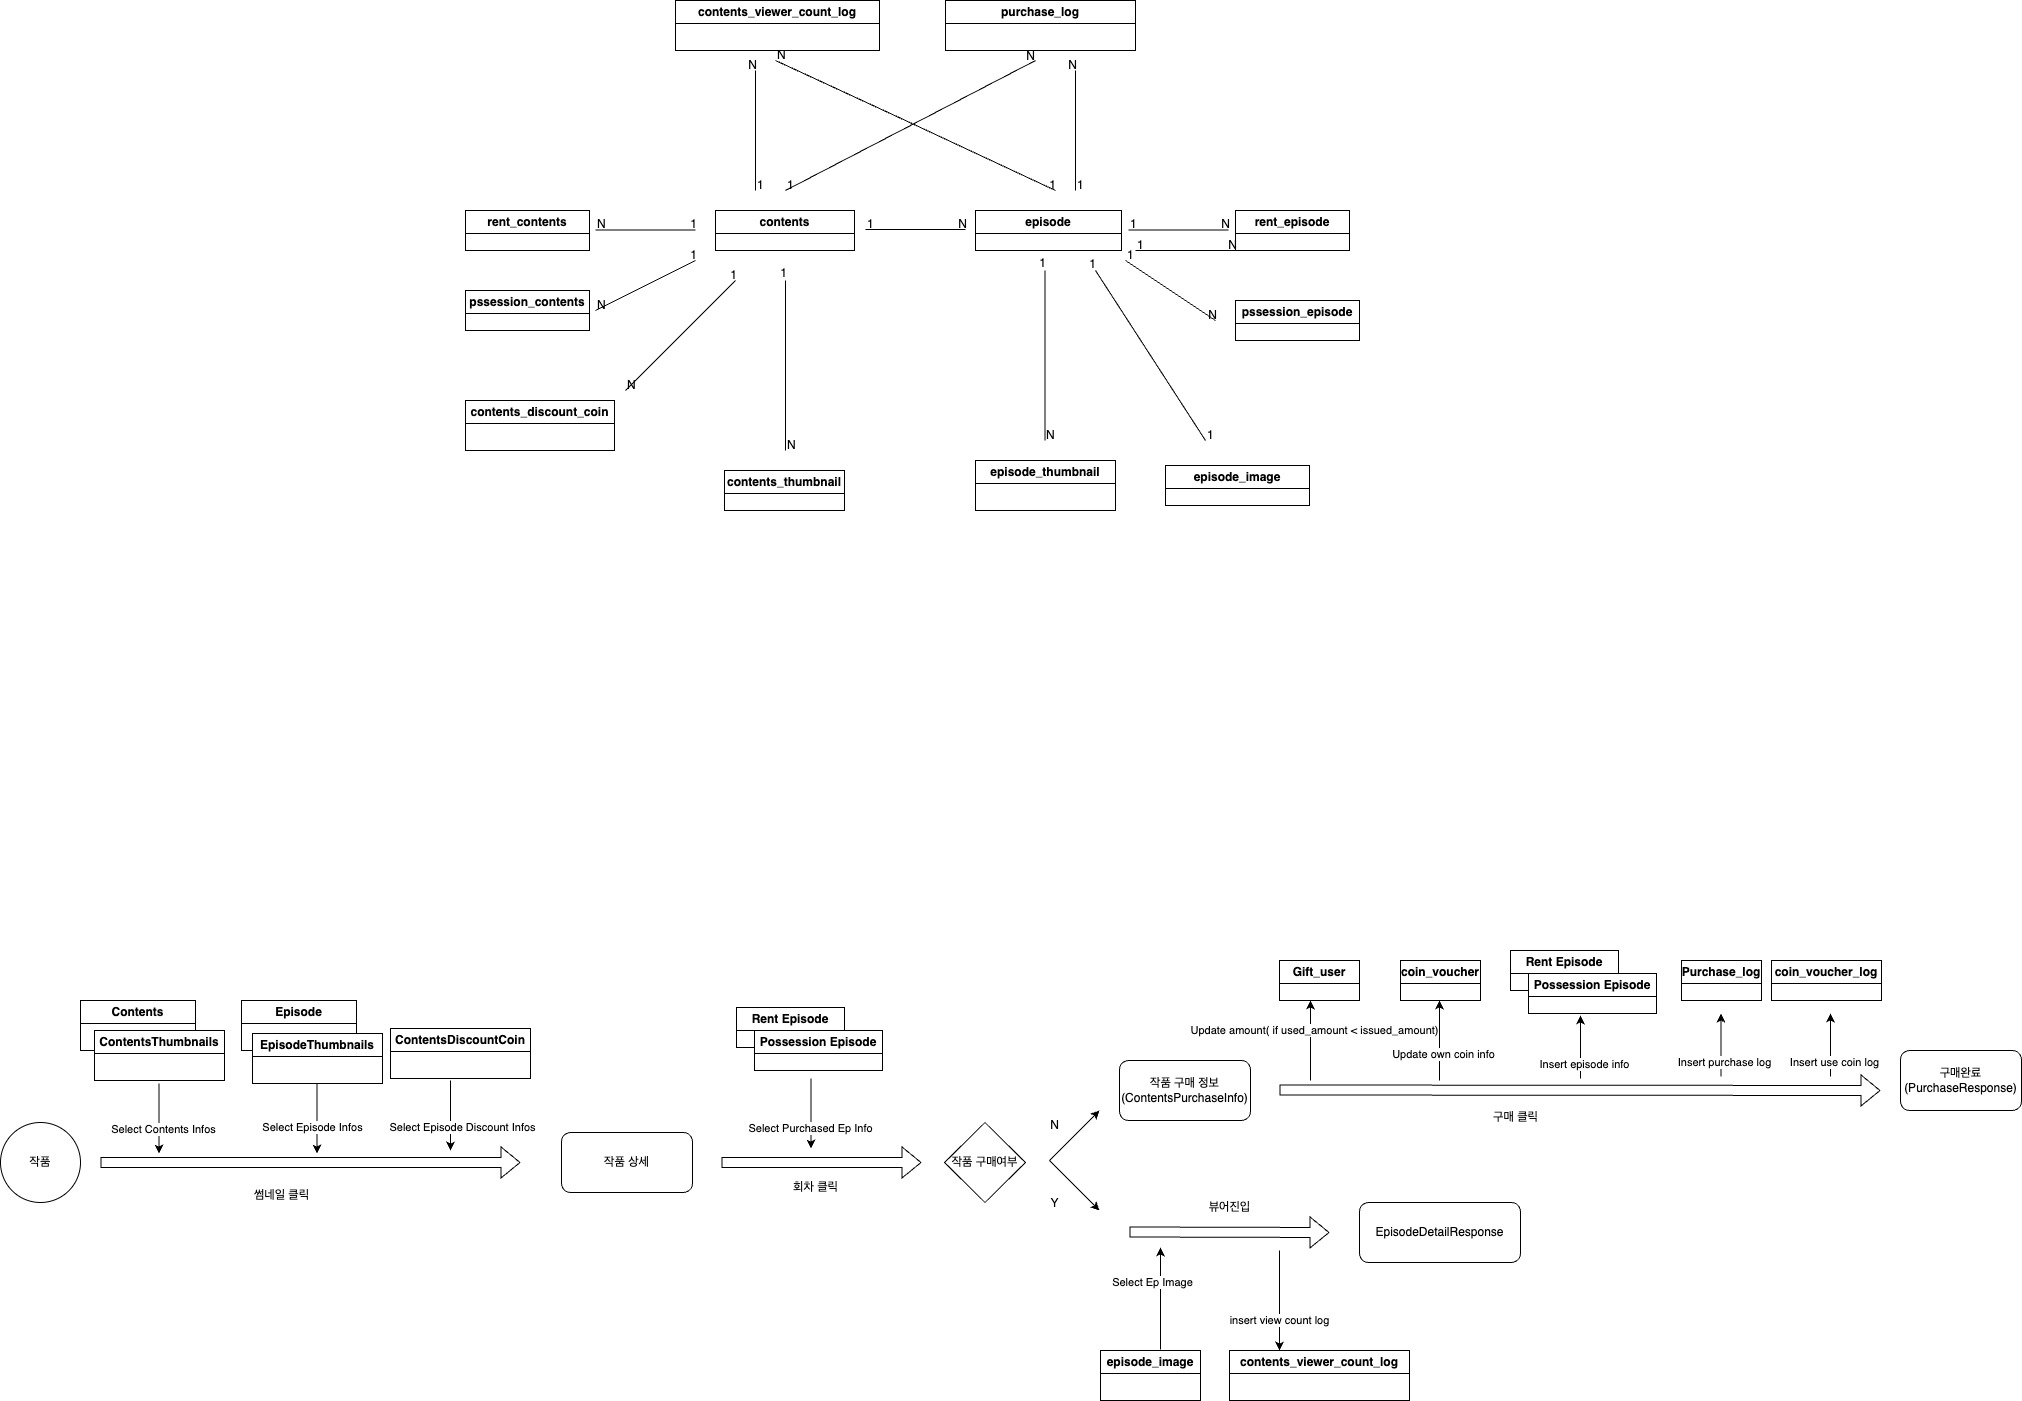 contents_viewer_count_log
purchase_log
N
N
N
N
1
1
1
1
rent_contents
N
1
contents
1
N
episode
1
N
rent_episode
1
N
1
1
pssession_contents
N
1
1
1
1
N
pssession_episode
N
contents_discount_coin
N
contents_thumbnail
N
episode_thumbnail
1
episode_image
Gift_user
coin_voucher
Rent Episode
Possession Episode
Purchase_log
coin_voucher_log
Update amount( if used_amount < issued_amount)
Update own coin info
Insert episode info
Insert purchase log
Insert use coin log
Contents
ContentsThumbnails
Episode
EpisodeThumbnails
ContentsDiscountCoin
Rent Episode
Possession Episode
Select Contents Infos
Select Episode Infos
Select Episode Discount Infos
Select Purchased Ep Info
작품
썸네일 클릭
작품 상세
회차 클릭
작품 구매여부
N
Y
작품 구매 정보
(ContentsPurchaseInfo)
구매 클릭
구매완료
(PurchaseResponse)
뷰어진입
EpisodeDetailResponse
Select Ep Image
insert view count log
episode_image
contents_viewer_count_log